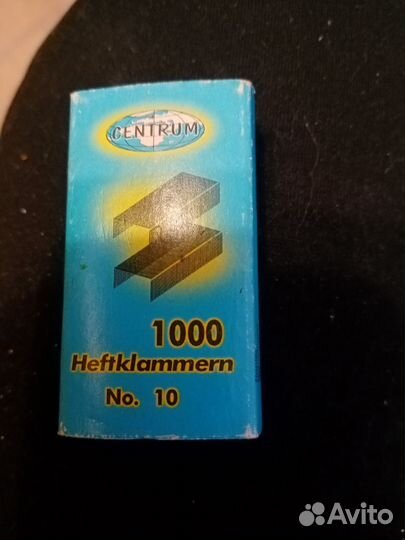 CENTRUM
1000
Heftklammern
No. 10
Avito